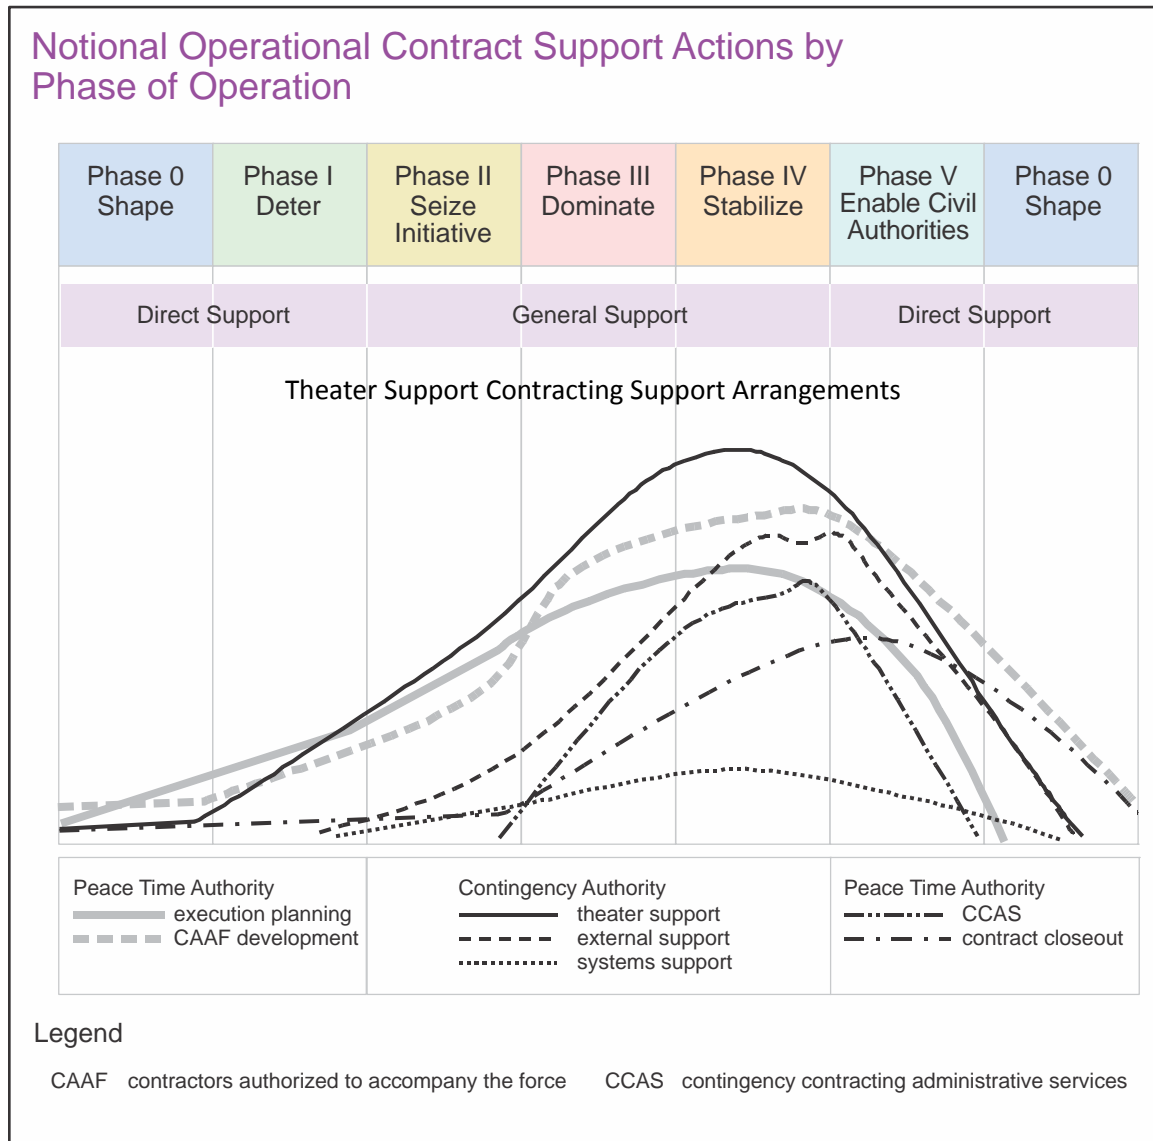 Notional Operational Contract Support Actions by
Phase of Operation
Phase 0
Shape
Phase I
Deter
Phase II
Seize
Initiative
Phase III
Dominate
Phase IV
Stabilize
Phase V
Enable Civil
Authorities
Phase 0
Shape
Direct Support
General Support
Direct Support
Theater Support Contracting Support Arrangements
Peace Time Authority
execution planning
CAAF development
Contingency Authority
theater support
external support
systems support
Peace Time Authority
CCAS
contract closeout
Legend
CAAF contractors authorized to accompany the force
CCAS contingency contracting administrative services